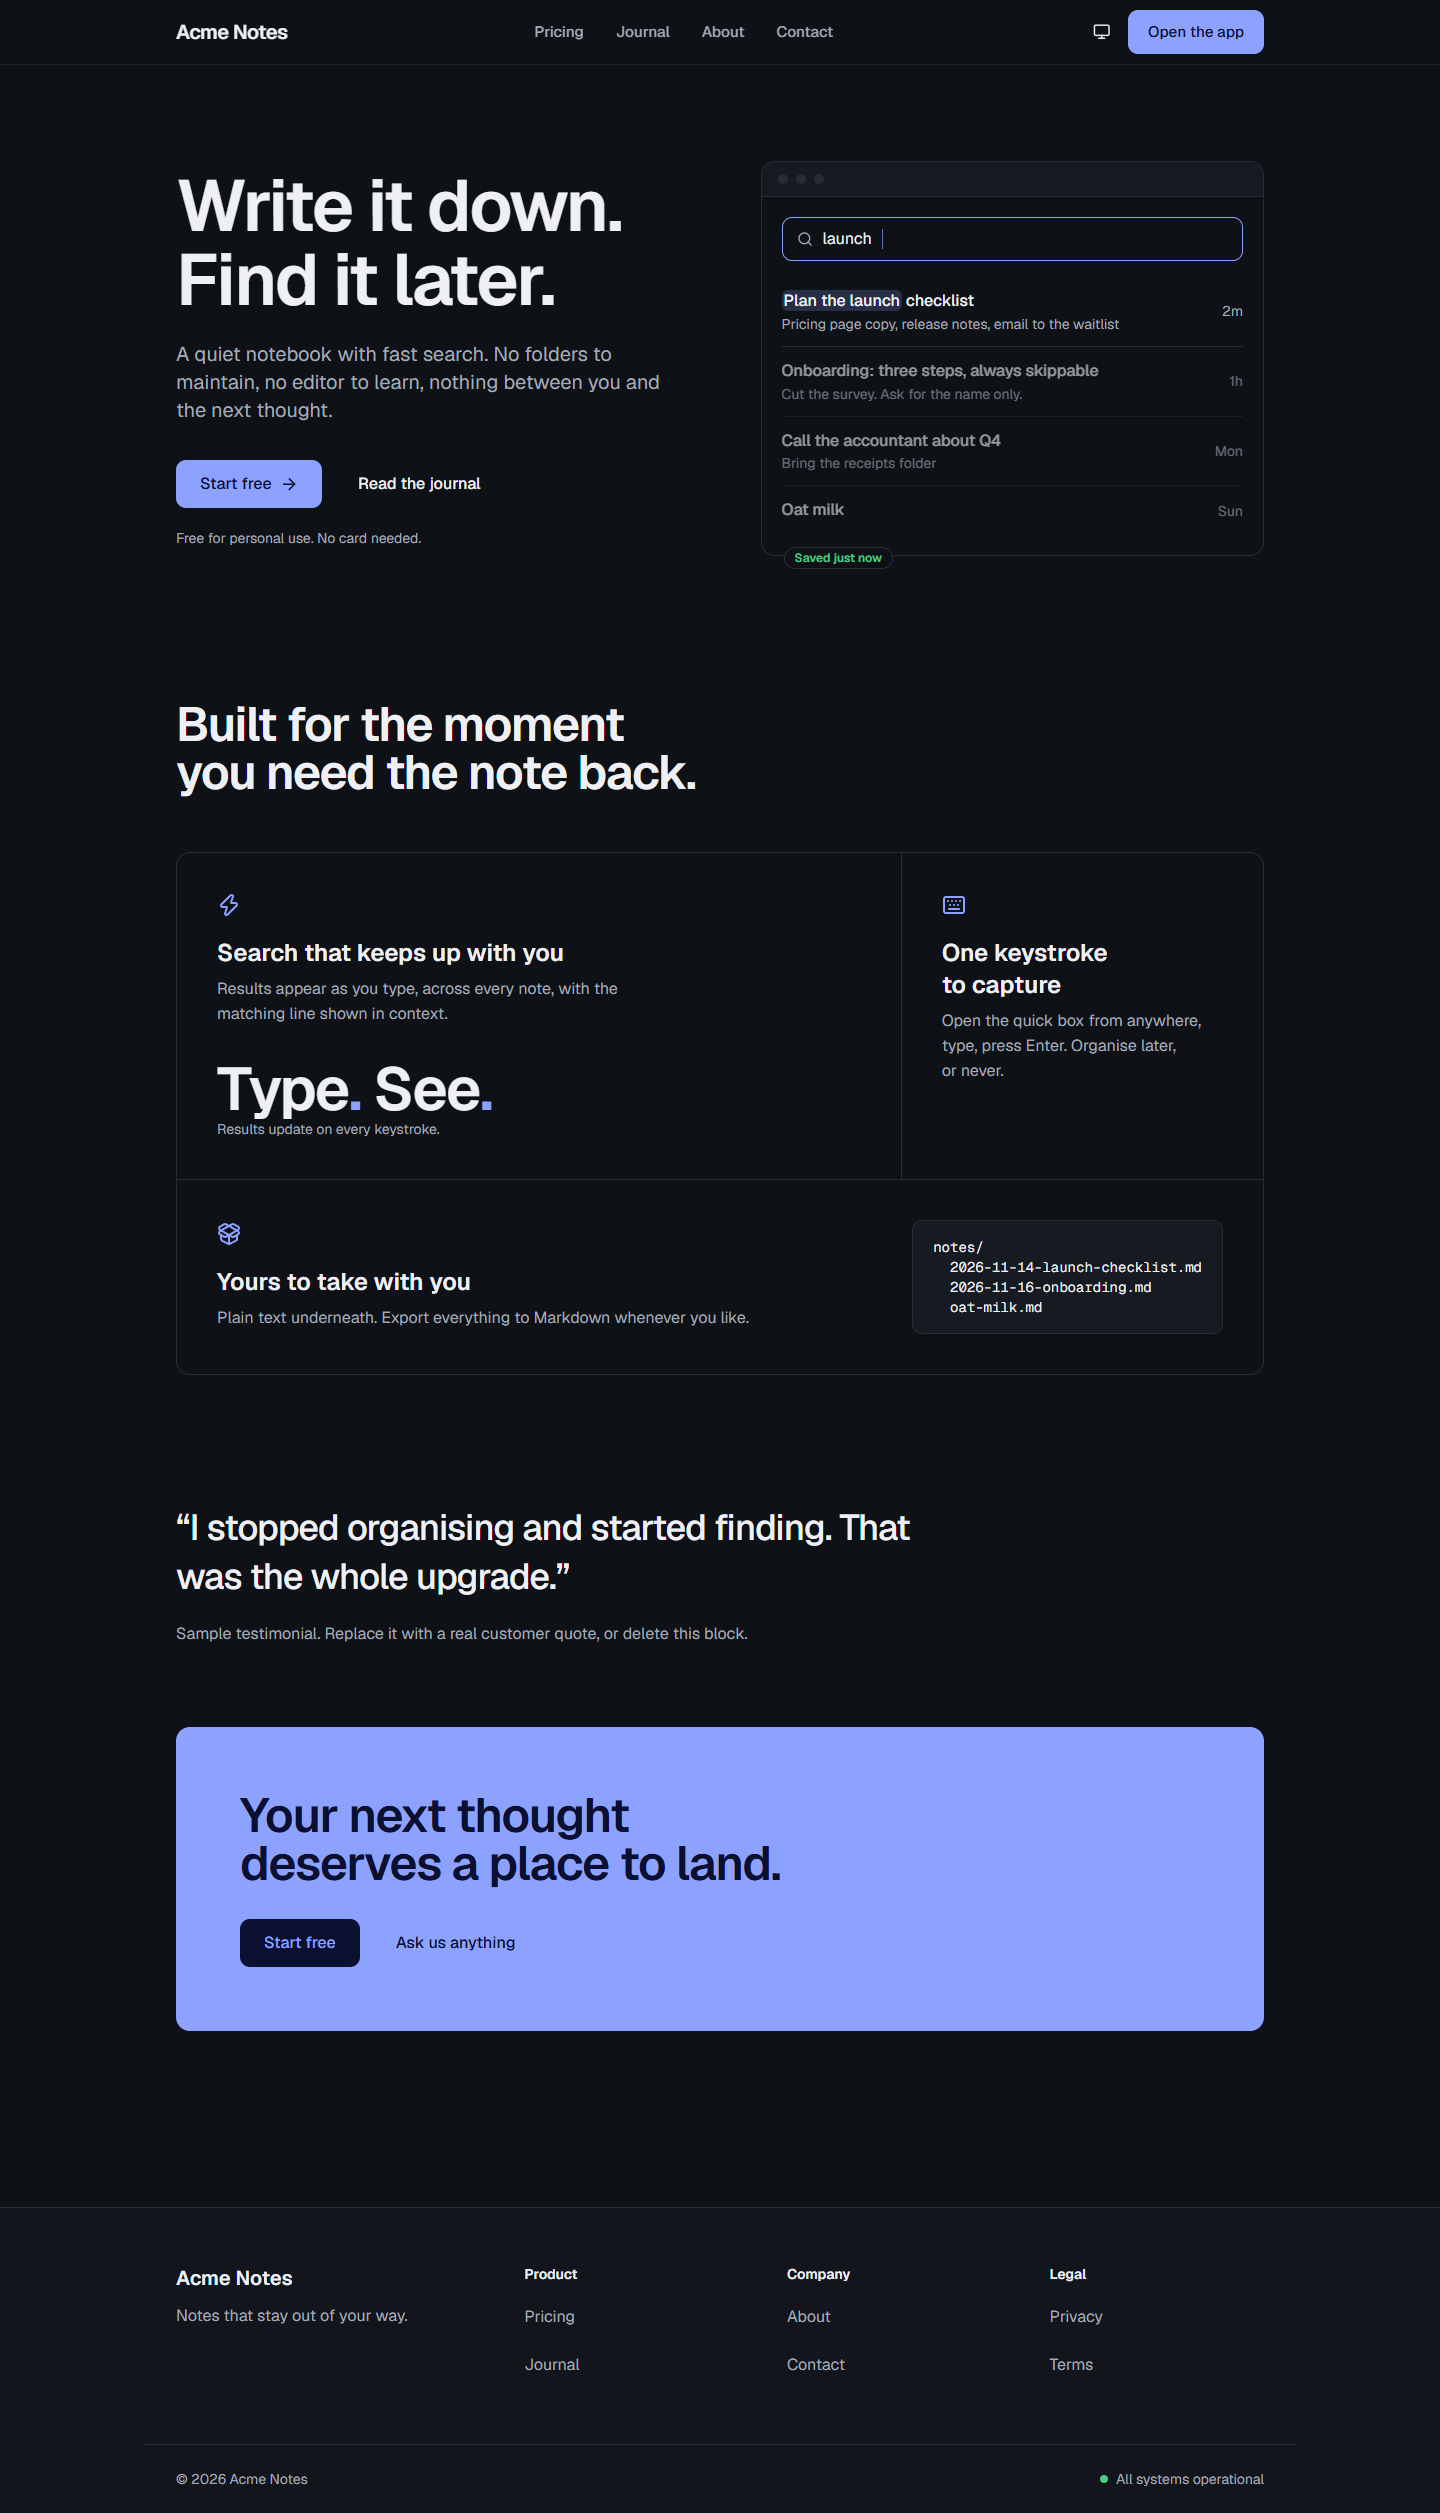 Acme Notes
Pricing
Journal
About
Contact
Open the app
Write it down.
Find it later.
A quiet notebook with fast search. No folders to
maintain, no editor to learn, nothing between you and
the next thought.
Start free
Read the journal
Free for personal use. No card needed.
launch
Plan the launch checklist
Pricing page copy, release notes, email to the waitlist
2m
Onboarding: three steps, always skippable
Cut the survey. Ask for the name only.
1h
Call the accountant about Q4
Bring the receipts folder
Mon
Oat milk
Sun
Saved just now
Built for the moment
you need the note back.
Search that keeps up with you
Results appear as you type, across every note, with the
matching line shown in context.
Type. See.
Results update on every keystroke.
One keystroke
to capture
Open the quick box from anywhere,
type, press Enter. Organise later,
or never.
Yours to take with you
Plain text underneath. Export everything to Markdown whenever you like.
notes/
2026-11-14-launch-checklist.md
2026-11-16-onboarding.md
oat-milk.md
“I stopped organising and started finding. That
was the whole upgrade.”
Sample testimonial. Replace it with a real customer quote, or delete this block.
Your next thought
deserves a place to land.
Start free
Ask us anything
Acme Notes
Notes that stay out of your way.
Product
Pricing
Journal
Company
About
Contact
Legal
Privacy
Terms
© 2026 Acme Notes
All systems operational